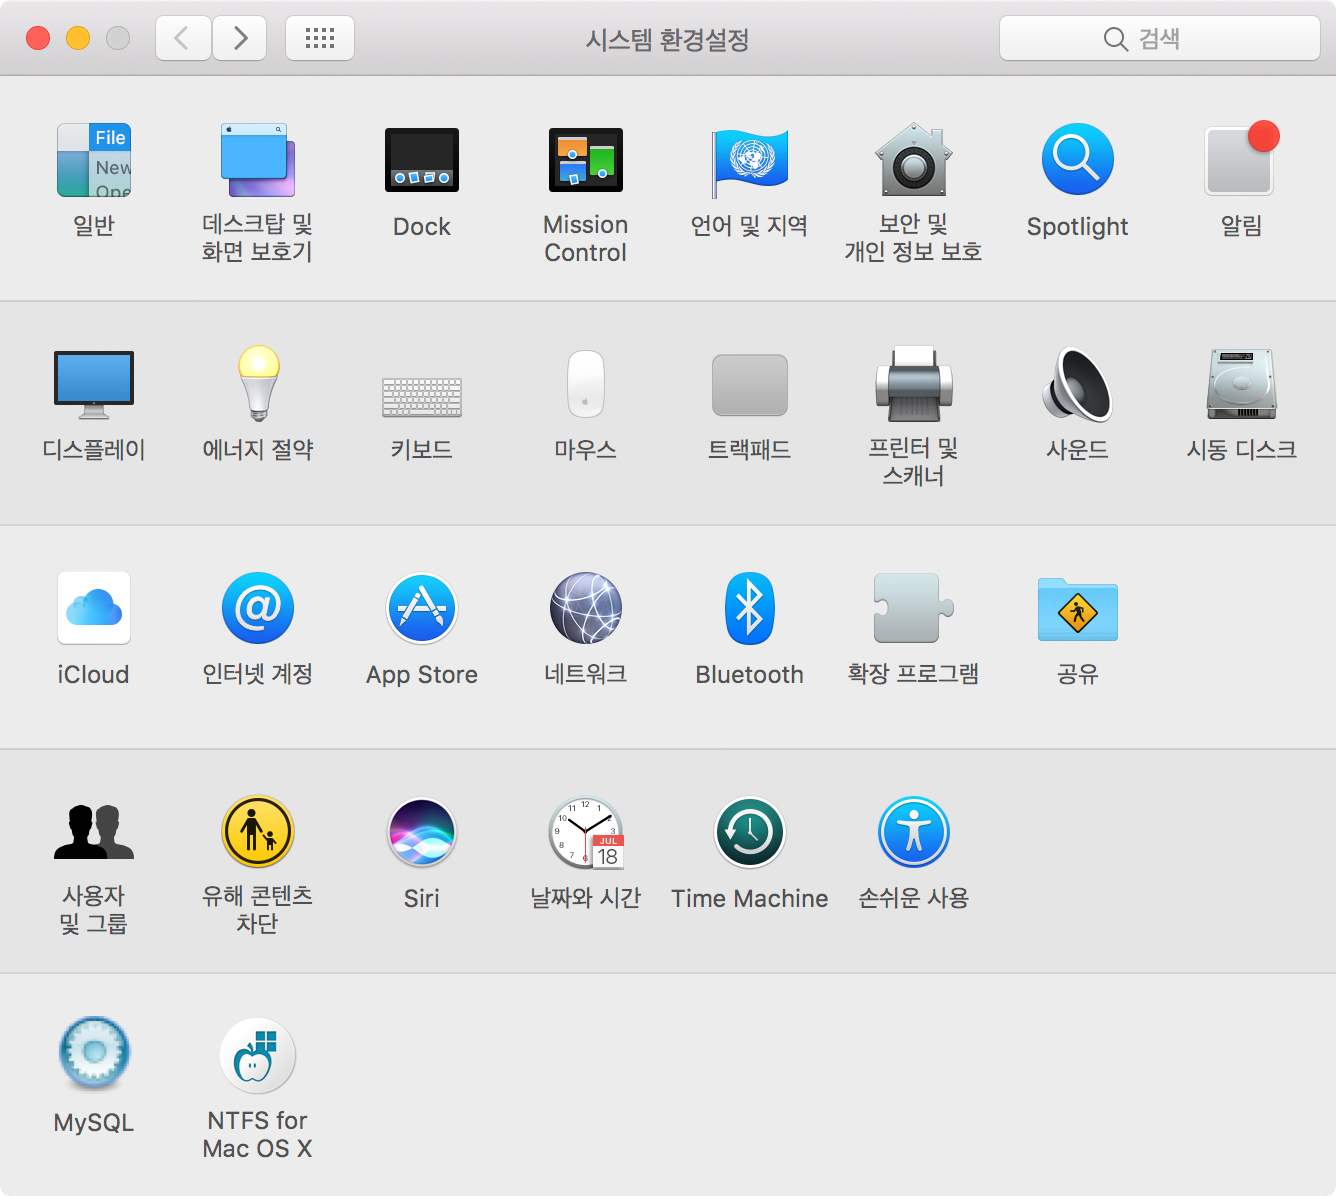 시스템 환경설정
검색
File
New
Ope
일반
데스크탑 및
화면 보호기
Dock
Mission
Control
언어 및 지역
보안 및
개인 정보 보호
Spotlight
알림
디스플레이
에너지 절약
키보드
마우스
트랙패드
프린터 및
스캐너
사운드
시동 디스크
iCloud
인터넷 계정
App Store
네트워크
Bluetooth
확장 프로그램
공유
사용자
및 그룹
유해 콘텐츠
차단
Siri
JUL
18
날짜와 시간
Time Machine
손쉬운 사용
MySQL
NTFS for
Mac OS X